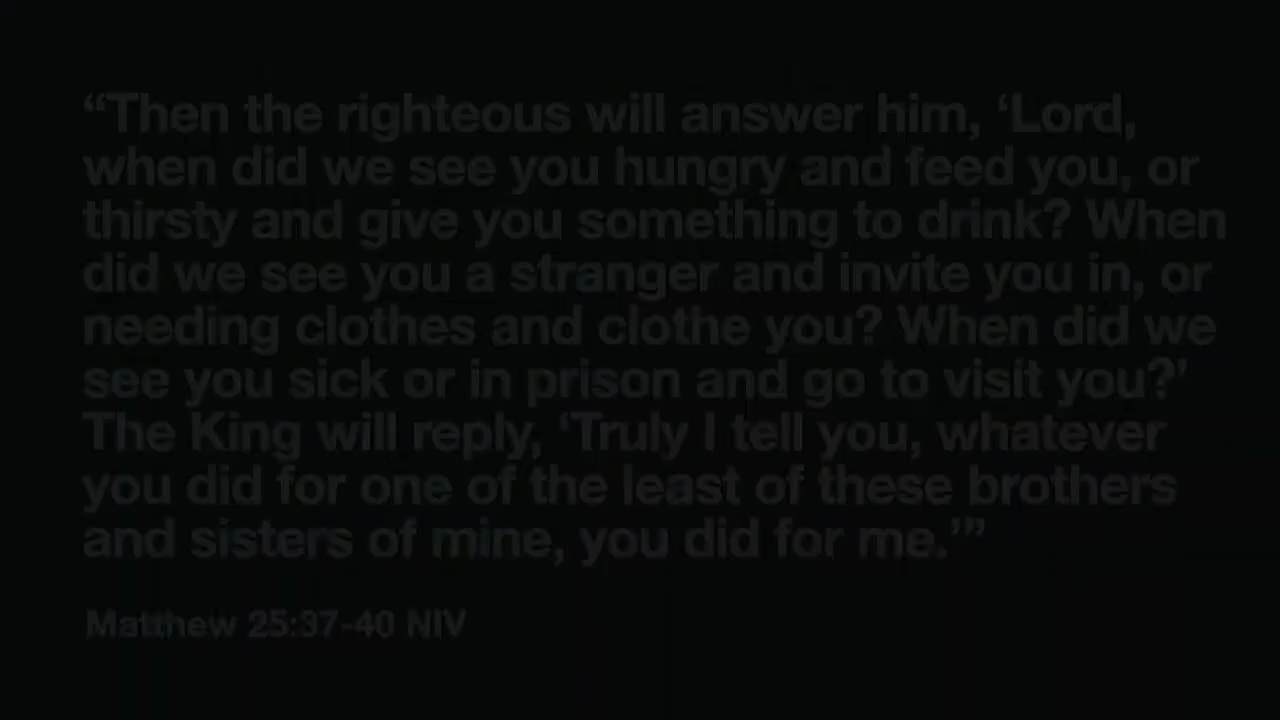 “Then the righteous will answer him, ‘Lord,
when did we see you hungry and feed you, or
thirsty and give you something to drink? When
did we see you a stranger and invite you in, or
needing clothes and clothe you? When did we
see you sick or in prison and go to visit you?’
The King will reply, ‘Truly I tell you, whatever
you did for one of the least of these brothers
and sisters of mine, you did for me.’”
Matthew 25:37-40 NIV